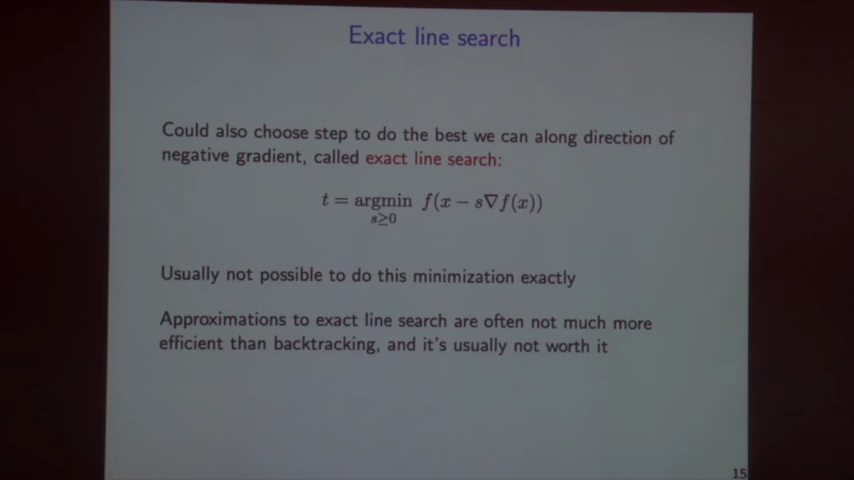 Exact line search
Could also choose step to do the best we can along direction of
negative gradient, called exact line search:
t = argmin f(x − s∇f(x))
s≥0
Usually not possible to do this minimization exactly
Approximations to exact line search are often not much more
efficient than backtracking, and it's usually not worth it
15